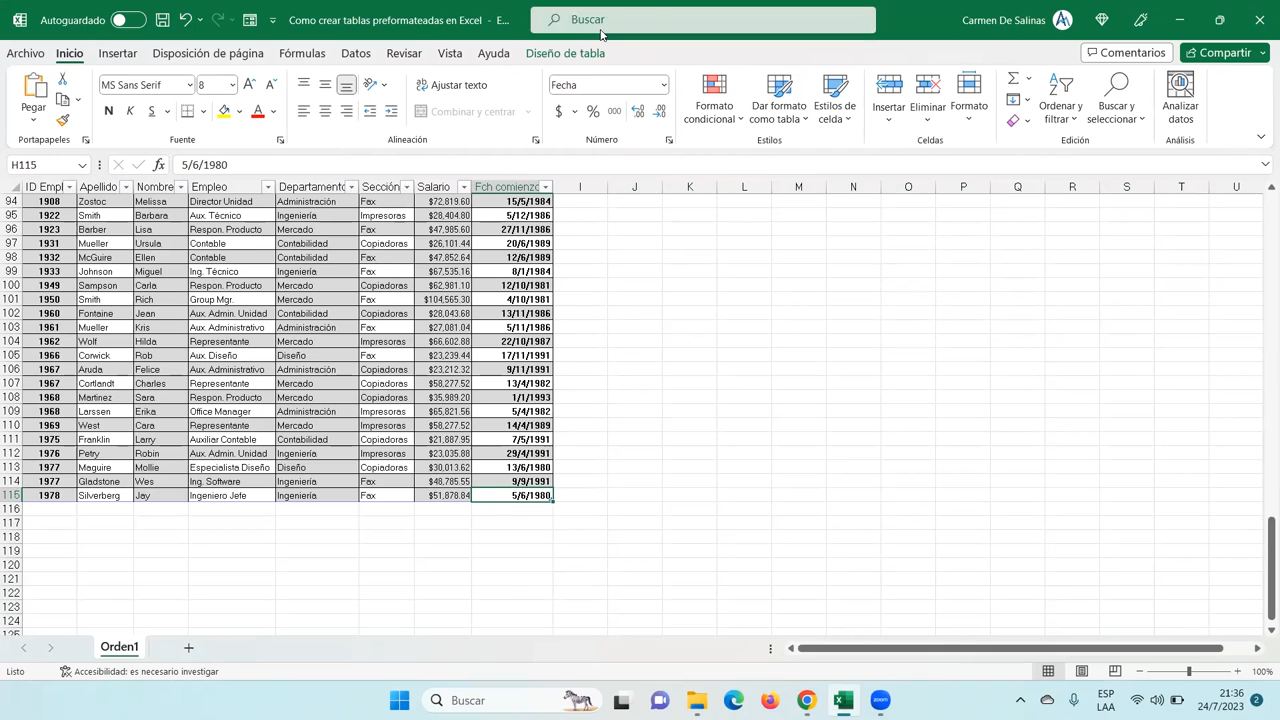 Autoguardado
Como crear tablas preformateadas en Excel - E...
Buscar
Carmen De Salinas
Archivo Inicio Insertar Disposición de página Fórmulas Datos Revisar Vista Ayuda Diseño de tabla
Comentarios Compartir
Pegar
MS Sans Serif 8
N K S
Ajustar texto
Combinar y centrar
Fecha
$ % 000
Formato condicional
Dar formato como tabla
Estilos de celda
Insertar Eliminar Formato
Ordenar y filtrar
Buscar y seleccionar
Analizar datos
Portapapeles Fuente Alineación Número Estilos Celdas Edición Análisis
H115 fx 5/6/1980
ID Empl Apellido Nombre Empleo Departamento Sección Salario Fch comienzo I J K L M N O P Q R S T U
94 1908 Zostoc Melissa Director Unidad Administración Fax $72,819.60 15/5/1984
95 1922 Smith Barbara Aux. Técnico Ingeniería Impresoras $28,404.80 5/12/1986
96 1923 Barber Lisa Respon. Producto Mercado Fax $47,985.60 27/11/1986
97 1931 Mueller Ursula Contable Contabilidad Copiadoras $26,101.44 20/6/1989
98 1932 McGuire Ellen Contable Contabilidad Copiadoras $47,852.64 12/6/1989
99 1933 Johnson Miguel Ing. Técnico Ingeniería Impresoras $67,535.16 8/1/1984
100 1949 Sampson Carla Respon. Producto Mercado Copiadoras $62,981.10 12/10/1981
101 1950 Smith Rich Group Mgr. Mercado Fax $104,565.30 4/10/1981
102 1960 Fontaine Jean Aux. Admin. Unidad Contabilidad Copiadoras $28,043.68 13/11/1986
103 1961 Mueller Kris Aux. Administrativo Administración Fax $27,081.04 5/11/1986
104 1962 Wolf Hilda Representante Mercado Impresoras $66,602.88 22/10/1987
105 1966 Corwick Rob Aux. Diseño Diseño Fax $23,239.44 17/11/1991
106 1967 Aruda Felice Aux. Administrativo Administración Copiadoras $23,212.32 9/11/1991
107 1967 Cortlandt Charles Representante Mercado Copiadoras $58,277.52 13/4/1982
108 1968 Martinez Sara Respon. Producto Mercado Copiadoras $35,989.20 1/1/1993
109 1968 Larssen Erika Office Manager Administración Impresoras $65,821.56 5/4/1982
110 1969 West Cara Representante Mercado Impresoras $58,277.52 14/4/1989
111 1975 Franklin Larry Auxiliar Contable Contabilidad Copiadoras $21,887.95 7/5/1991
112 1976 Petry Robin Aux. Admin. Unidad Ingeniería Impresoras $23,035.88 29/4/1991
113 1977 Maguire Mollie Especialista Diseño Diseño Copiadoras $30,013.62 13/6/1980
114 1977 Gladstone Wes Ing. Software Ingeniería Impresoras $48,785.55 9/9/1991
115 1978 Silverberg Jay Ingeniero Jefe Ingeniería Fax $51,878.84 5/6/1980
116
117
118
119
120
121
122
123
124
125
Orden1
Listo
Accesibilidad: es necesario investigar
100%
Buscar
zoom
ESP
LAA
21:36
24/7/2023
2